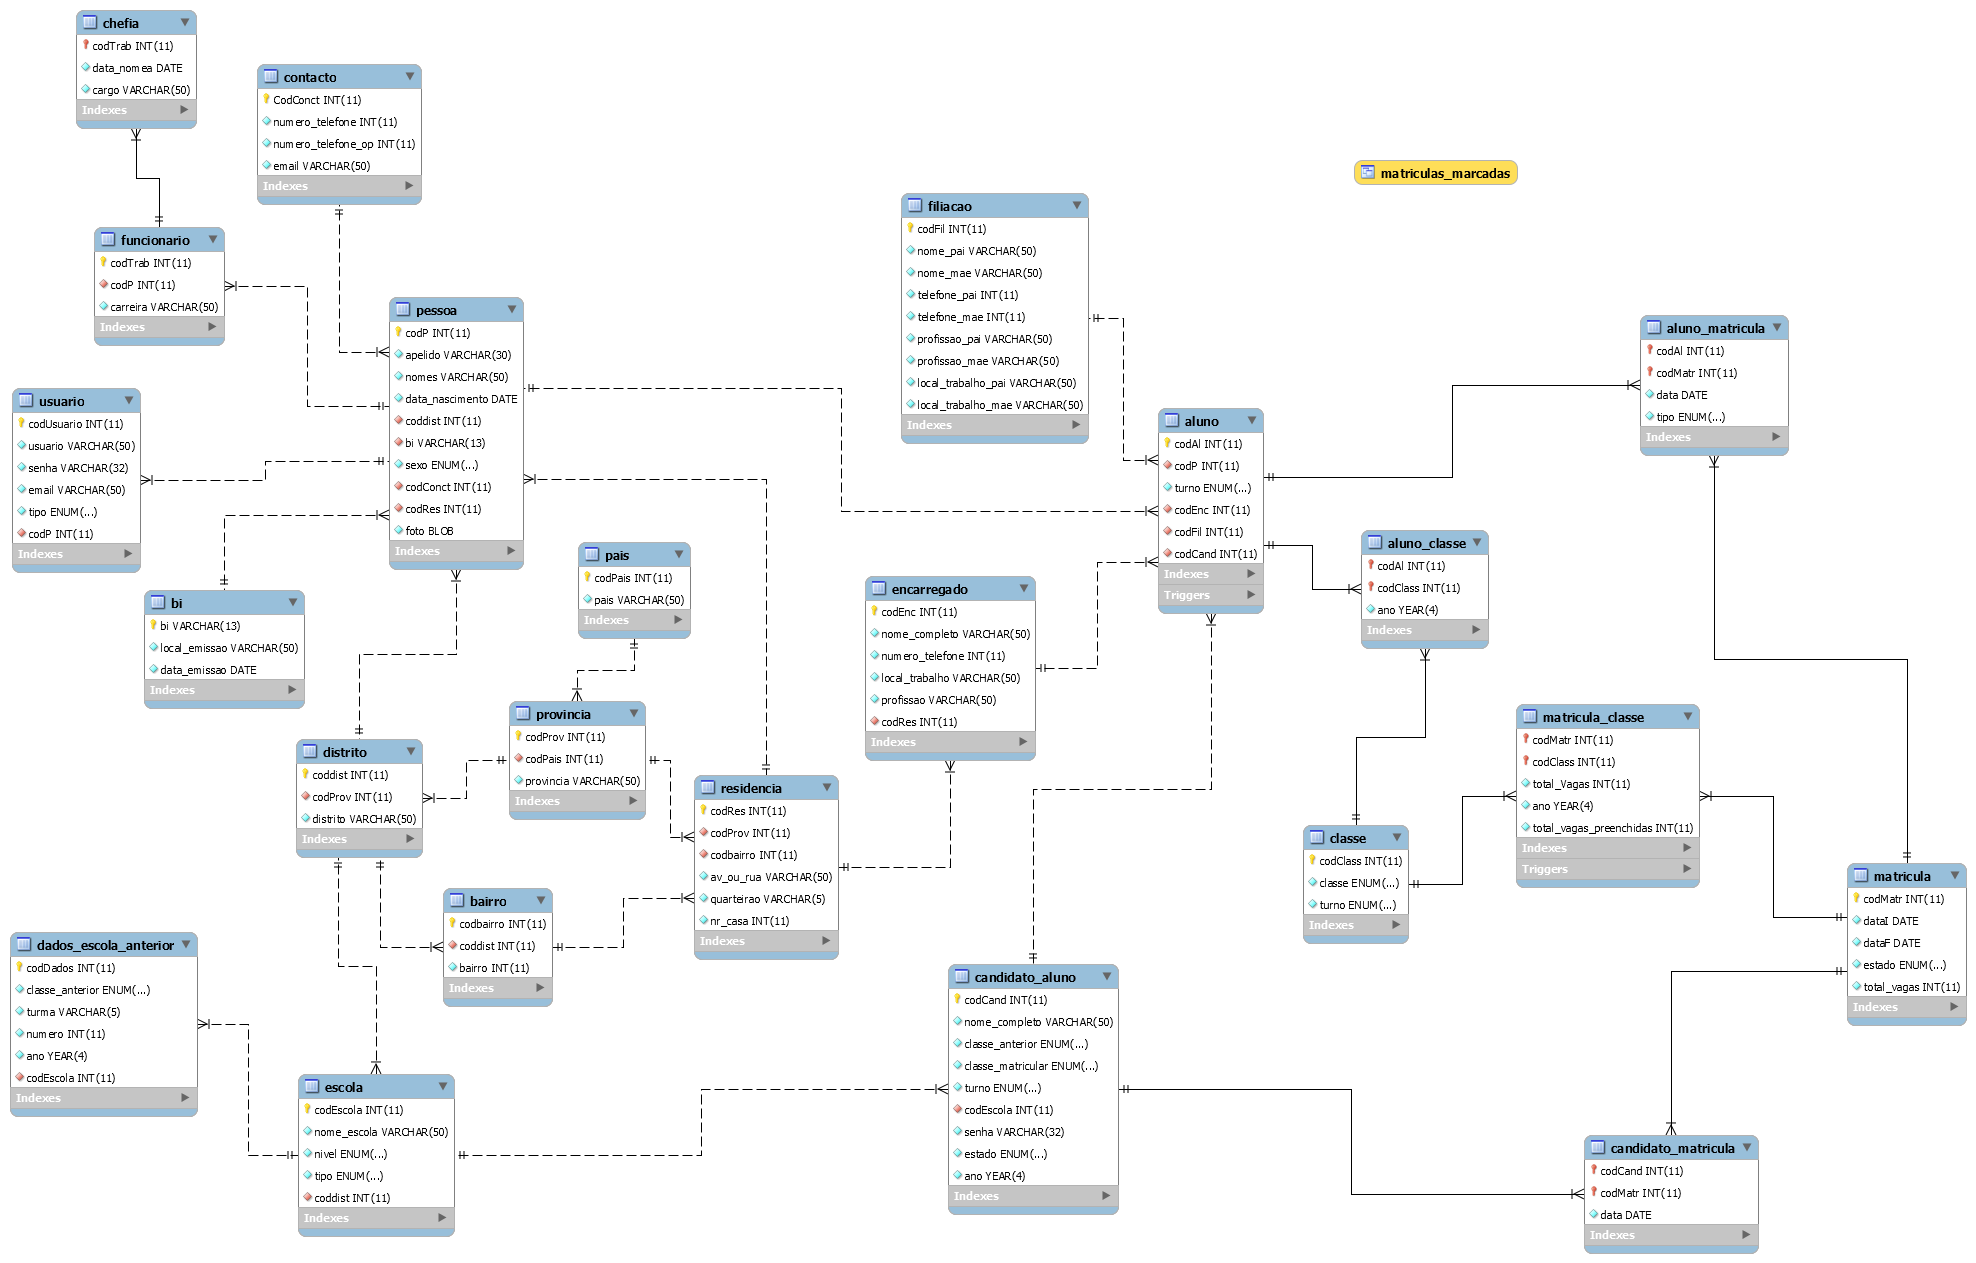 chefia
codTrab INT(11)
data_nomea DATE
cargo VARCHAR(50)
Indexes
contacto
CodConct INT(11)
numero_telefone INT(11)
numero_telefone_op INT(11)
email VARCHAR(50)
Indexes
matriculas_marcadas
filiacao
codFil INT(11)
nome_pai VARCHAR(50)
nome_mae VARCHAR(50)
telefone_pai INT(11)
telefone_mae INT(11)
profissao_pai VARCHAR(50)
profissao_mae VARCHAR(50)
local_trabalho_pai VARCHAR(50)
local_trabalho_mae VARCHAR(50)
Indexes
funcionario
codTrab INT(11)
codP INT(11)
carreira VARCHAR(50)
Indexes
pessoa
codP INT(11)
apelido VARCHAR(30)
nomes VARCHAR(50)
data_nascimento DATE
coddist INT(11)
bi VARCHAR(13)
sexo ENUM(...)
codConct INT(11)
codRes INT(11)
foto BLOB
Indexes
aluno_matricula
codAl INT(11)
codMatr INT(11)
data DATE
tipo ENUM(...)
Indexes
usuario
codUsuario INT(11)
usuario VARCHAR(50)
senha VARCHAR(32)
email VARCHAR(50)
tipo ENUM(...)
codP INT(11)
Indexes
aluno
codAl INT(11)
codP INT(11)
turno ENUM(...)
codEnc INT(11)
codFil INT(11)
codCand INT(11)
Indexes
Triggers
aluno_classe
codAl INT(11)
codClass INT(11)
ano YEAR(4)
Indexes
pais
codPais INT(11)
pais VARCHAR(50)
Indexes
encarregado
codEnc INT(11)
nome_completo VARCHAR(50)
numero_telefone INT(11)
local_trabalho VARCHAR(50)
profissao VARCHAR(50)
codRes INT(11)
Indexes
bi
bi VARCHAR(13)
local_emissao VARCHAR(50)
data_emissao DATE
Indexes
provincia
codProv INT(11)
codPais INT(11)
provincia VARCHAR(50)
Indexes
matricula_classe
codMatr INT(11)
codClass INT(11)
total_Vagas INT(11)
ano YEAR(4)
total_vagas_preenchidas INT(11)
Indexes
Triggers
distrito
coddist INT(11)
codProv INT(11)
distrito VARCHAR(50)
Indexes
residencia
codRes INT(11)
codProv INT(11)
codbairro INT(11)
av_ou_rua VARCHAR(50)
quarteirao VARCHAR(5)
nr_casa INT(11)
Indexes
classe
codClass INT(11)
classe ENUM(...)
turno ENUM(...)
Indexes
matricula
codMatr INT(11)
dataI DATE
dataF DATE
estado ENUM(...)
total_vagas INT(11)
Indexes
bairro
codbairro INT(11)
coddist INT(11)
bairro INT(11)
Indexes
dados_escola_anterior
codDados INT(11)
classe_anterior ENUM(...)
turma VARCHAR(5)
numero INT(11)
ano YEAR(4)
codEscola INT(11)
Indexes
candidato_aluno
codCand INT(11)
nome_completo VARCHAR(50)
classe_anterior ENUM(...)
classe_matricular ENUM(...)
turno ENUM(...)
codEscola INT(11)
senha VARCHAR(32)
estado ENUM(...)
ano YEAR(4)
Indexes
escola
codEscola INT(11)
nome_escola VARCHAR(50)
nivel ENUM(...)
tipo ENUM(...)
coddist INT(11)
Indexes
candidato_matricula
codCand INT(11)
codMatr INT(11)
data DATE
Indexes